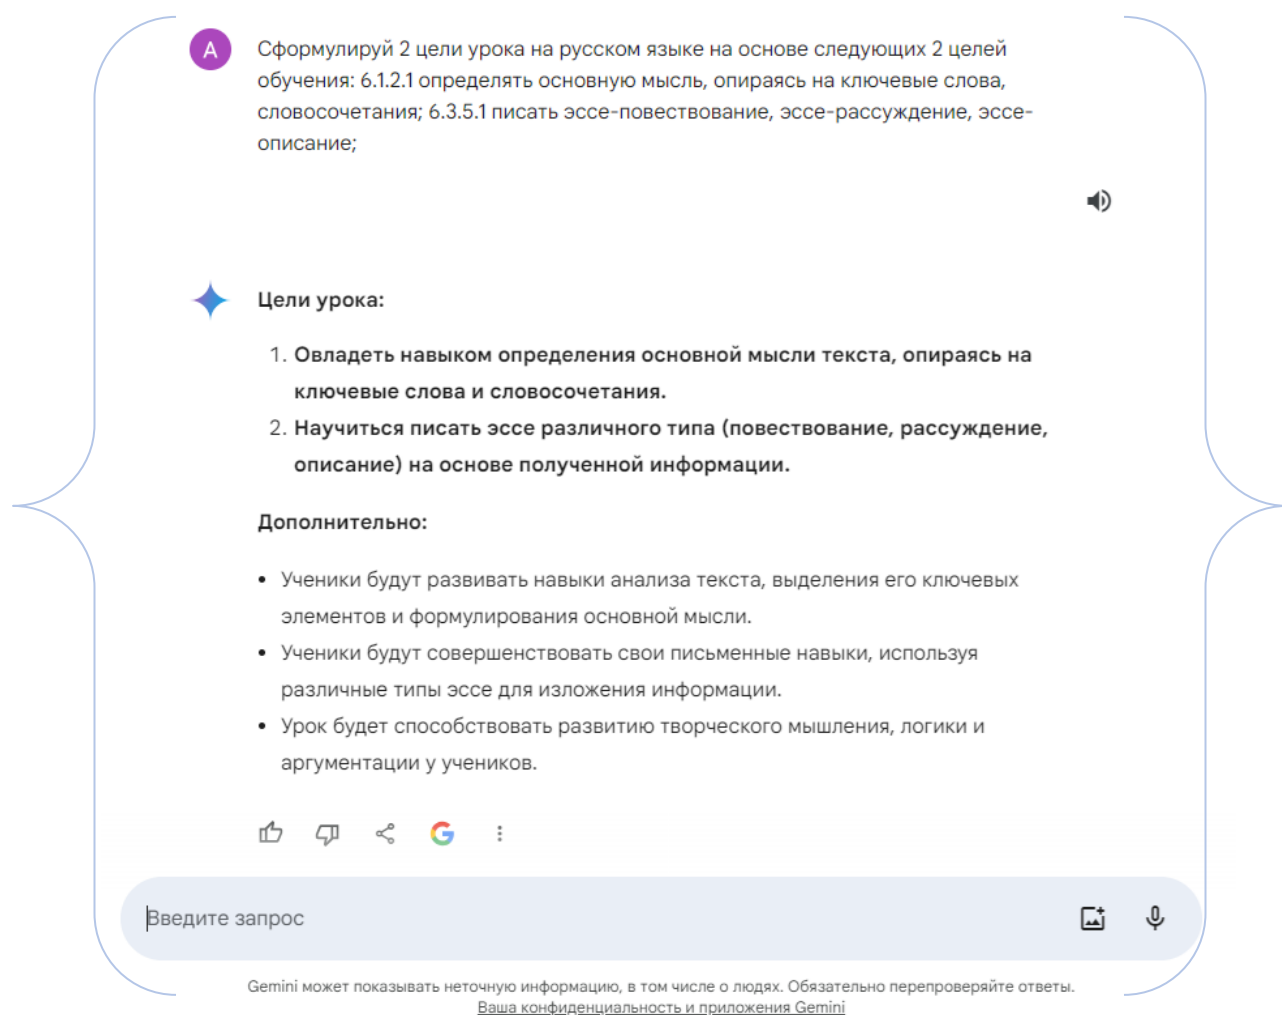 А
Сформулируй 2 цели урока на русском языке на основе следующих 2 целей
обучения: 6.1.2.1 определять основную мысль, опираясь на ключевые слова,
словосочетания; 6.3.5.1 писать эссе-повествование, эссе-рассуждение, эссе-
описание;
Цели урока:
1. Овладеть навыком определения основной мысли текста, опираясь на
ключевые слова и словосочетания.
2. Научиться писать эссе различного типа (повествование, рассуждение,
описание) на основе полученной информации.
Дополнительно:
• Ученики будут развивать навыки анализа текста, выделения его ключевых
элементов и формулирования основной мысли.
• Ученики будут совершенствовать свои письменные навыки, используя
различные типы эссе для изложения информации.
• Урок будет способствовать развитию творческого мышления, логики и
аргументации у учеников.
Введите запрос
Gemini может показывать неточную информацию, в том числе о людях. Обязательно перепроверяйте ответы.
Ваша конфиденциальность и приложения Gemini